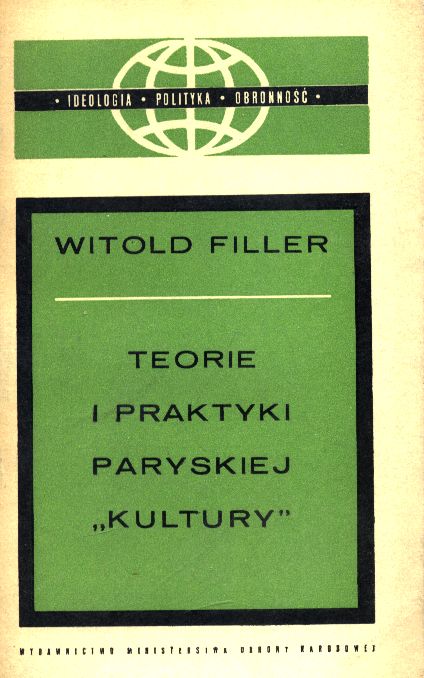 • IDEOLOGIA • POLITYKA • OBRONNOŚĆ •
WITOLD FILLER
TEORIE
I PRAKTYKI
PARYSKIEJ
„KULTURY”
WYDAWNICTWO MINISTERSTWA OBRONY NARODOWEJ